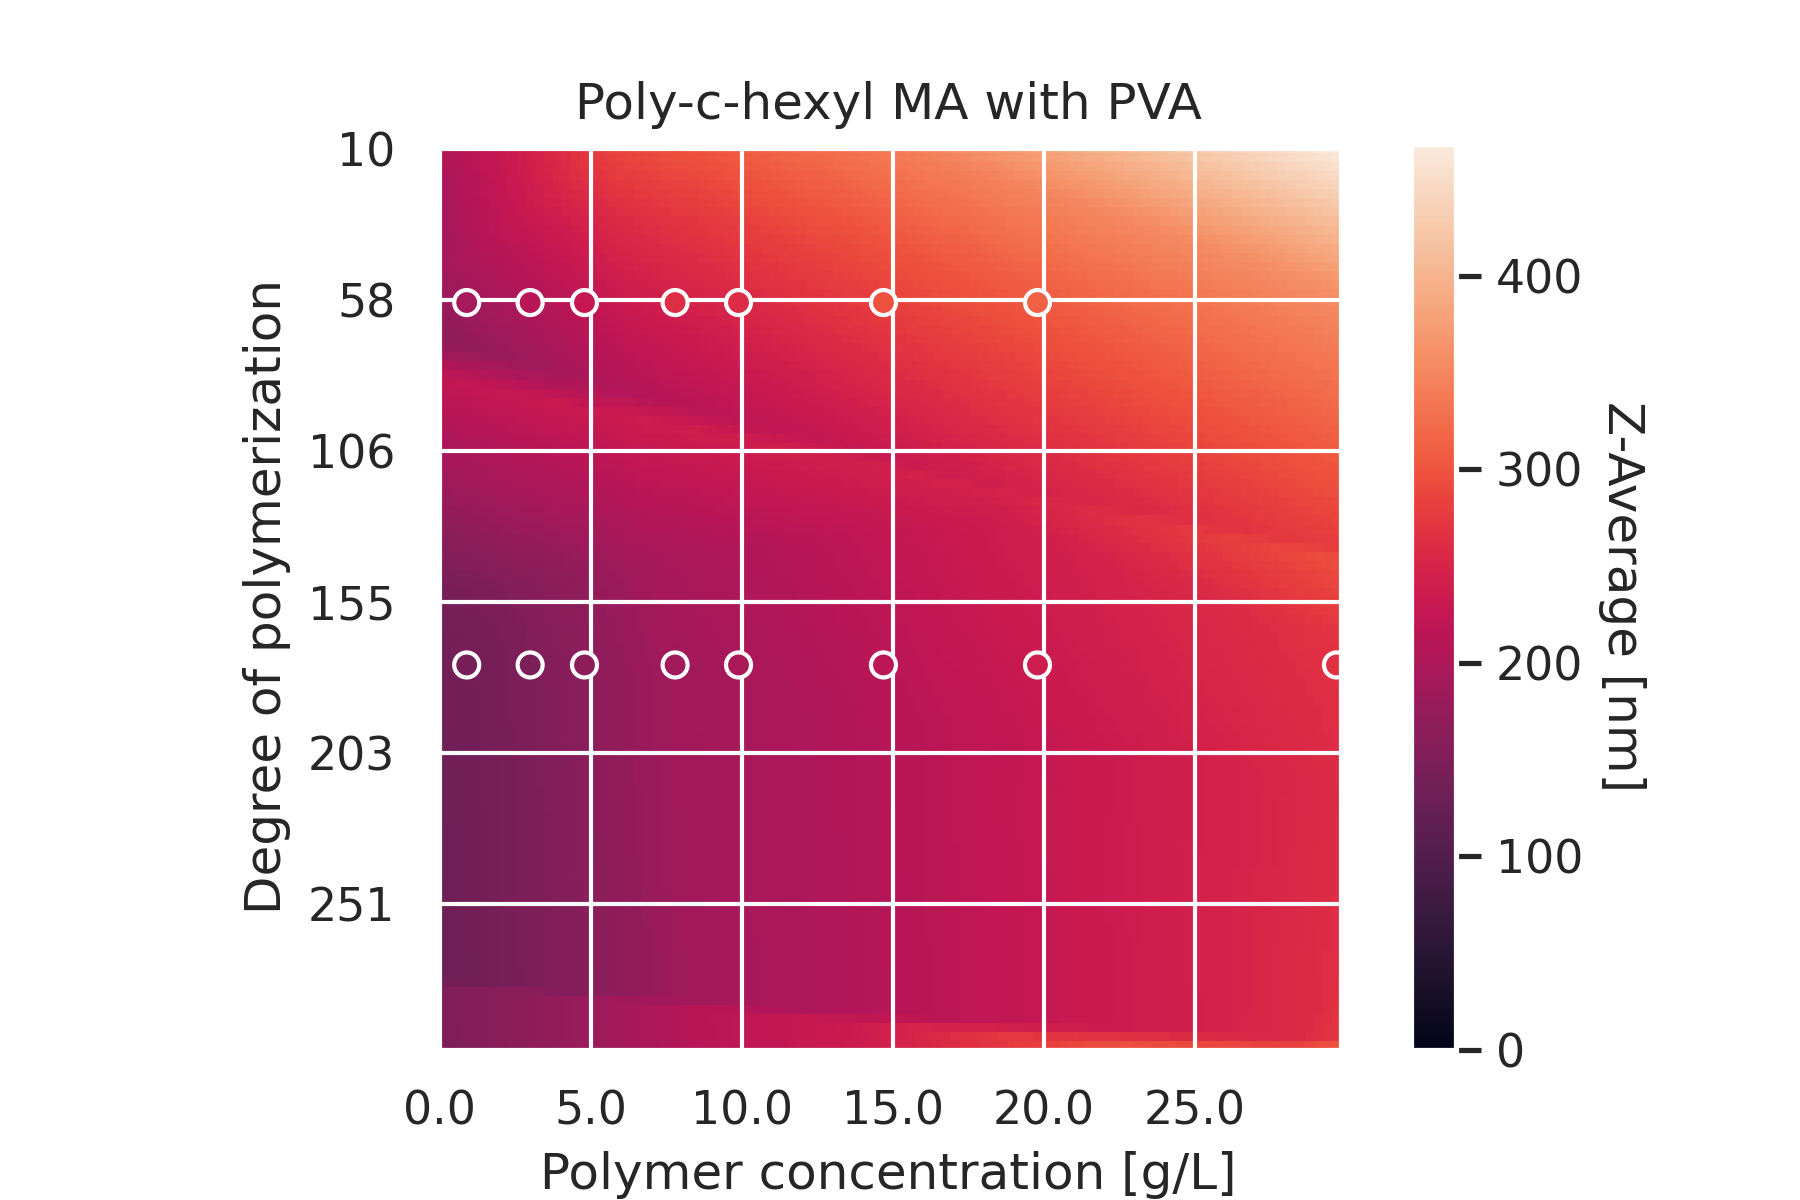 Poly-c-hexyl MA with PVA
10
58
106
155
203
251
Degree of polymerization
0.0 5.0 10.0 15.0 20.0 25.0
Polymer concentration [g/L]
400
300
200
100
0
Z-Average [nm]